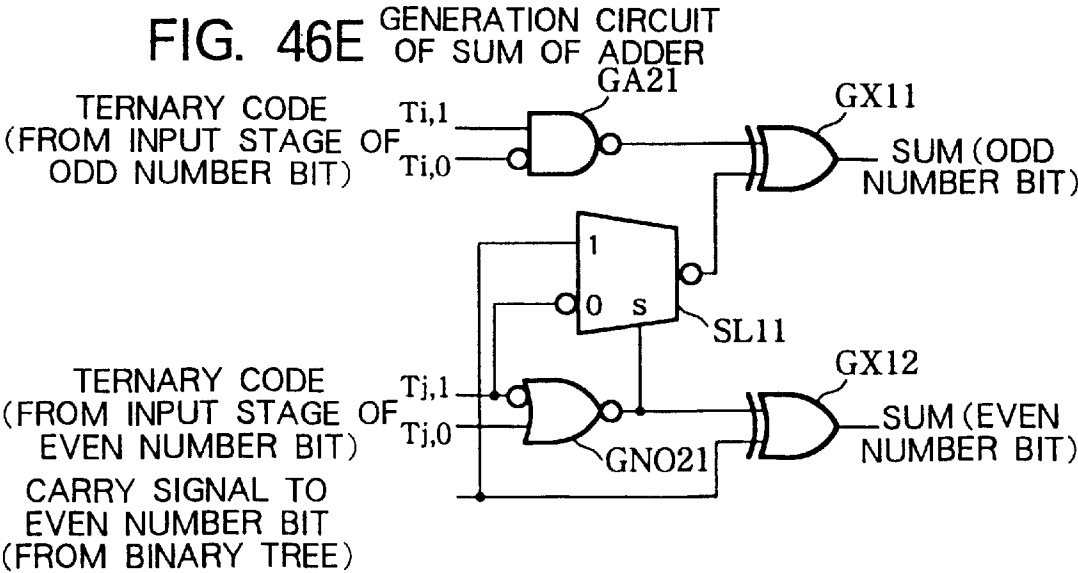 FIG. 46E
GENERATION CIRCUIT
OF SUM OF ADDER
GA21
GX11
TERNARY CODE
(FROM INPUT STAGE OF
ODD NUMBER BIT)
Ti,1
Ti,0
SUM (ODD
NUMBER BIT)
1
0
S
SL11
GX12
TERNARY CODE
(FROM INPUT STAGE OF
EVEN NUMBER BIT)
Tj,1
Tj,0
GNO21
SUM (EVEN
NUMBER BIT)
CARRY SIGNAL TO
EVEN NUMBER BIT
(FROM BINARY TREE)